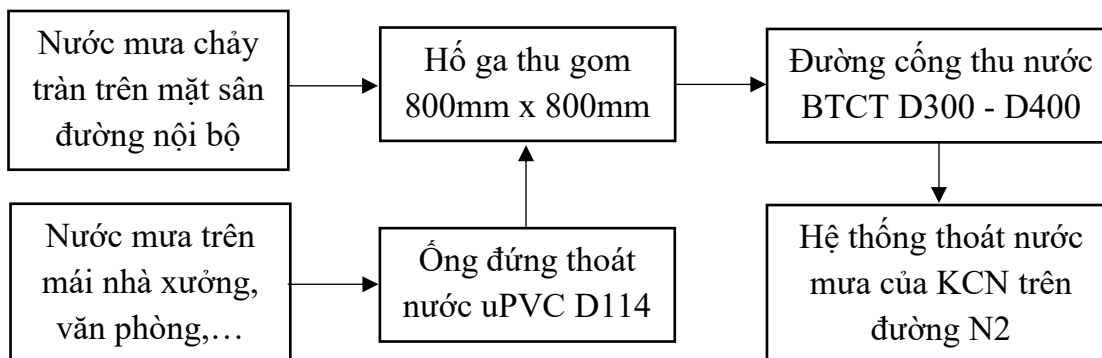 Nước mưa chảy
tràn trên mặt sân
đường nội bộ
Hố ga thu gom
800mm x 800mm
Đường cống thu nước
BTCT D300 - D400
Nước mưa trên
mái nhà xưởng,
văn phòng,…
Ống đứng thoát
nước uPVC D114
Hệ thống thoát nước
mưa của KCN trên
đường N2